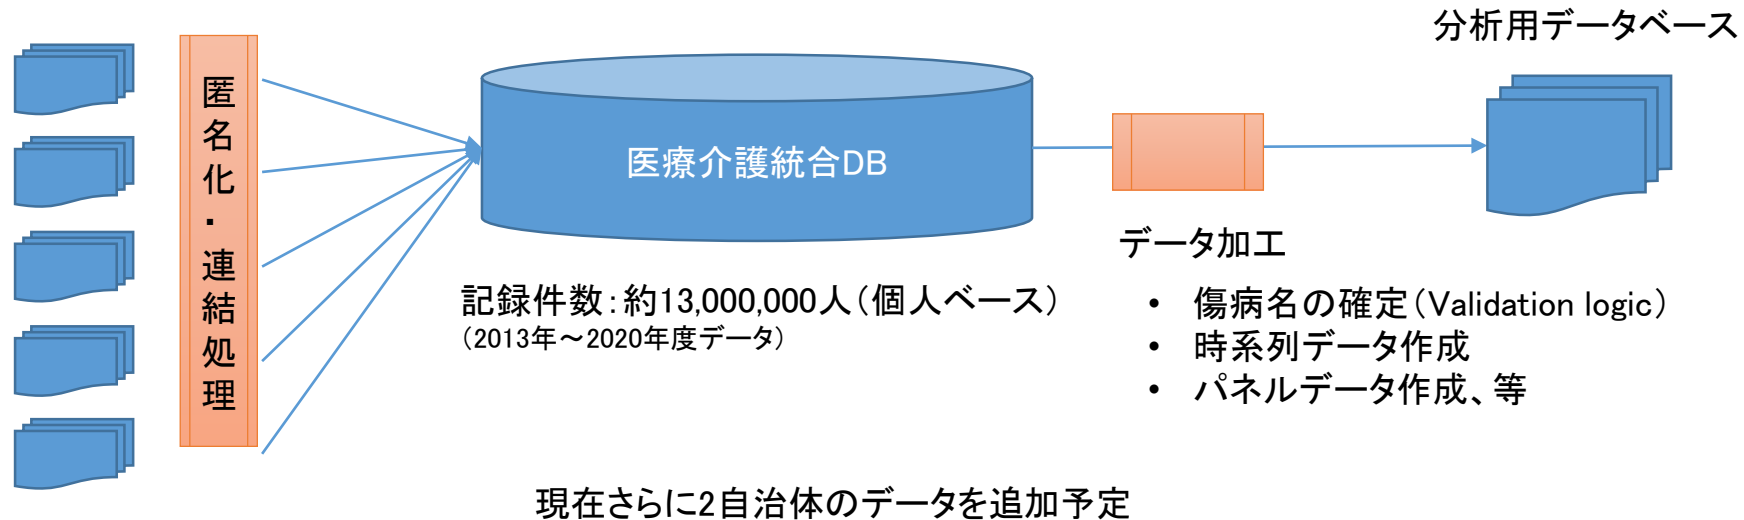 分析用データベース
匿名化・連結処理
医療介護統合DB
データ加工
記録件数：約13,000,000人（個人ベース）
（2013年～2020年度データ）
• 傷病名の確定（Validation logic）
• 時系列データ作成
• パネルデータ作成、等
現在さらに2自治体のデータを追加予定